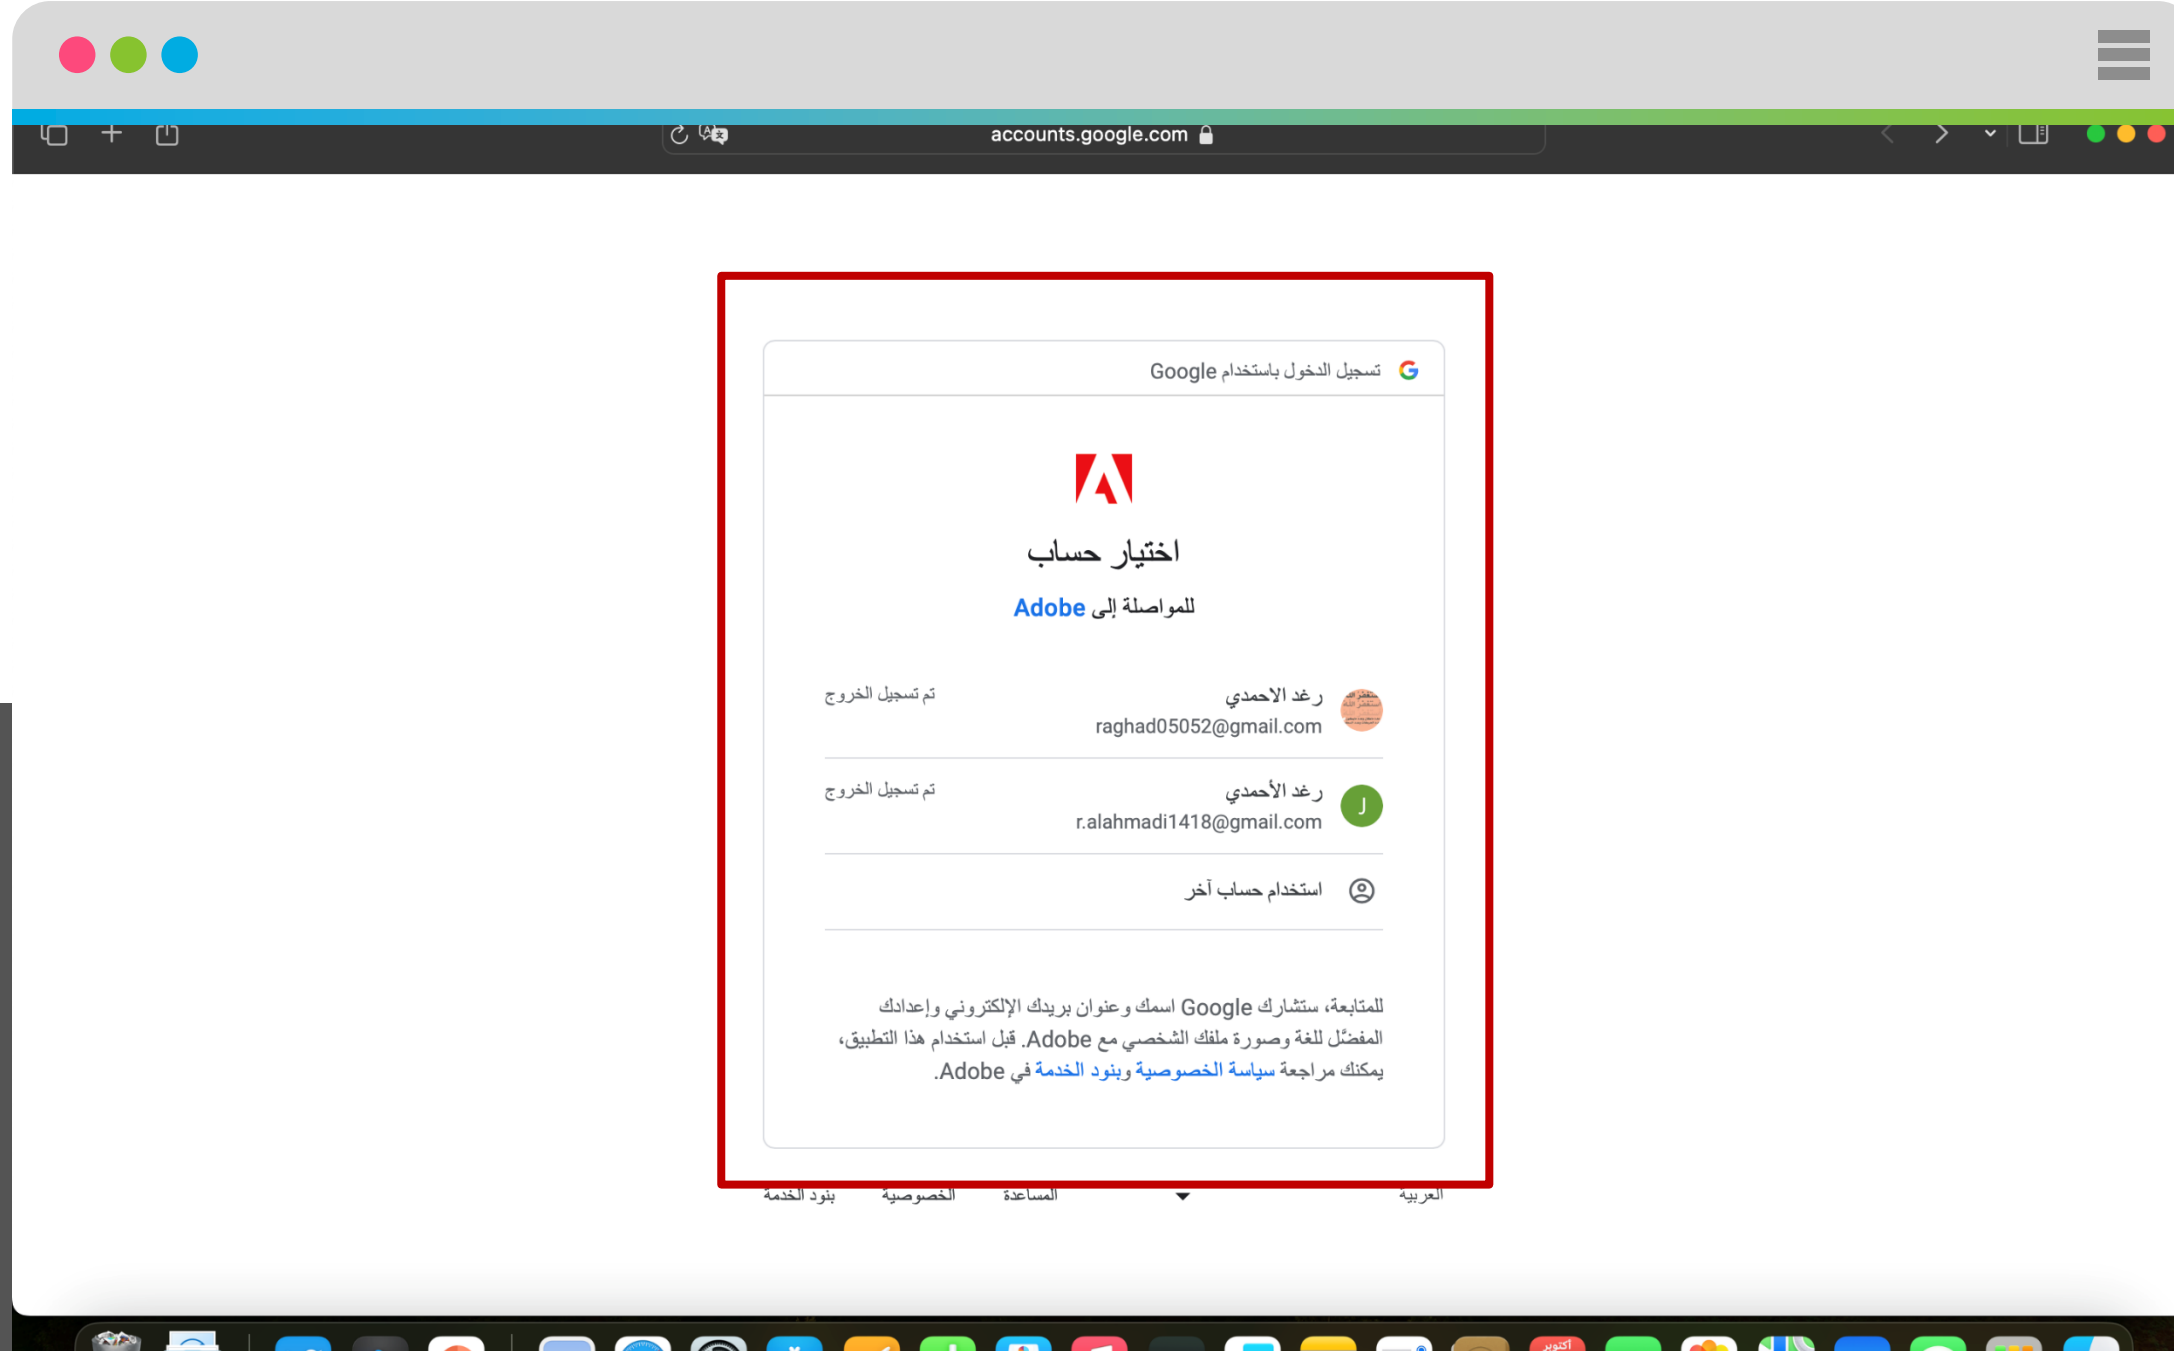 accounts.google.com
تسجيل الدخول باستخدام Google
اختيار حساب
للمواصلة إلى Adobe
رغد الاحمدي
تم تسجيل الخروج
raghad05052@gmail.com
رغد الأحمدي
تم تسجيل الخروج
r.alahmadi1418@gmail.com
استخدام حساب آخر
للمتابعة، ستشارك Google اسمك وعنوان بريدك الإلكتروني وإعدادك
المفضَّل للغة وصورة ملفك الشخصي مع Adobe. قبل استخدام هذا التطبيق،
يمكنك مراجعة سياسة الخصوصية وبنود الخدمة في Adobe.
العربية
المساعدة
الخصوصية
بنود الخدمة
أكتوبر